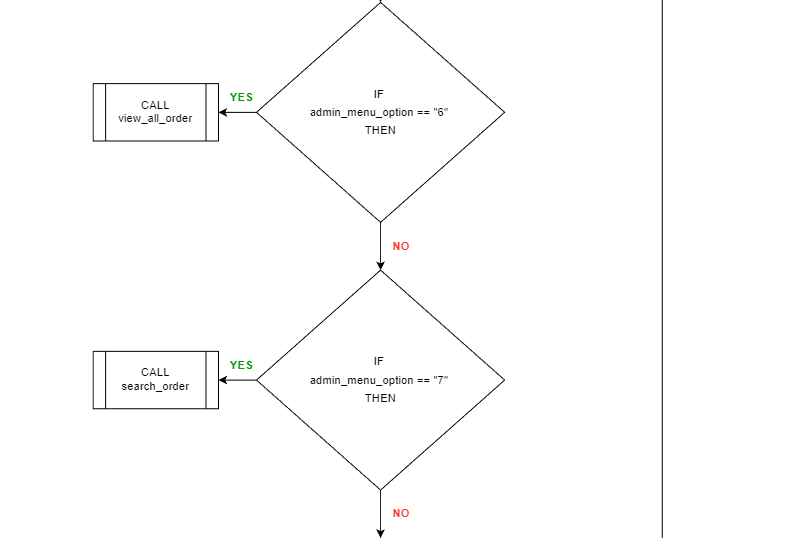 IF
admin_menu_option == "6"
THEN
YES
CALL
view_all_order
NO
IF
admin_menu_option == "7"
THEN
YES
CALL
search_order
NO